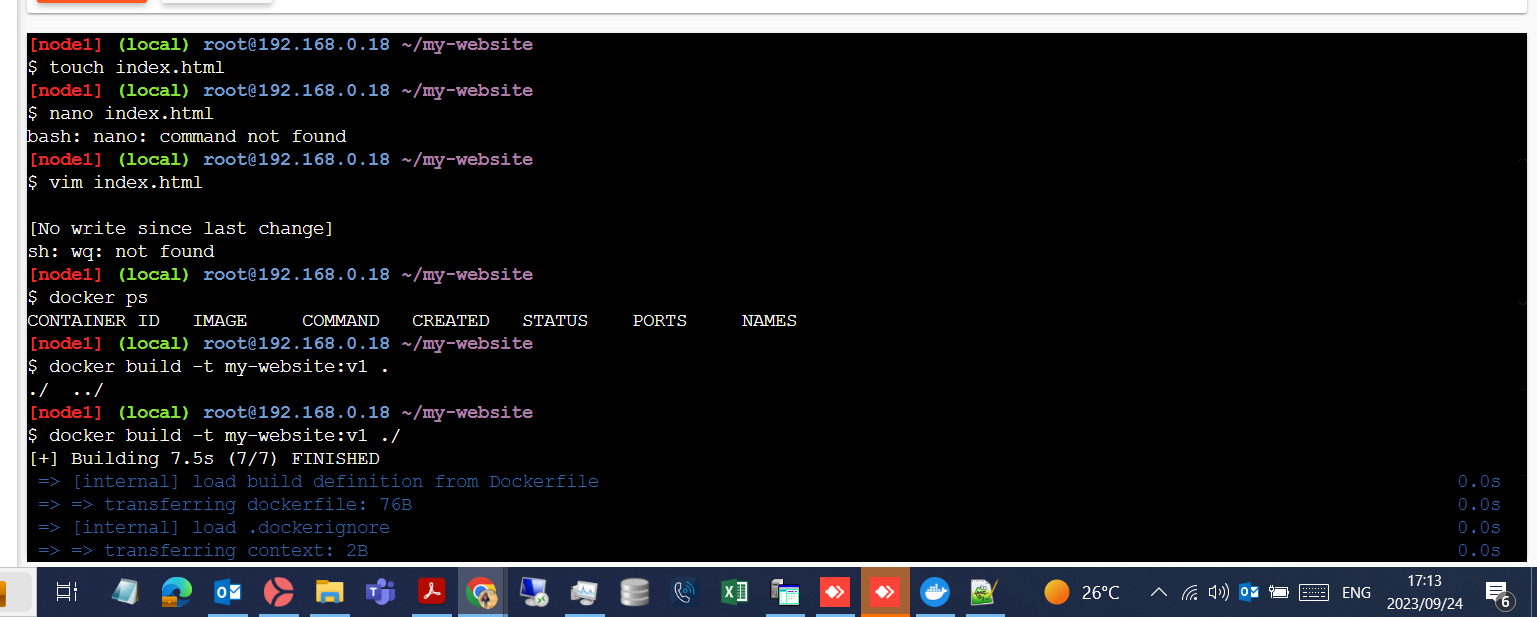 [node1] (local) root@192.168.0.18 ~/my-website
$ touch index.html
[node1] (local) root@192.168.0.18 ~/my-website
$ nano index.html
bash: nano: command not found
[node1] (local) root@192.168.0.18 ~/my-website
$ vim index.html
[No write since last change]
sh: wq: not found
[node1] (local) root@192.168.0.18 ~/my-website
$ docker ps
CONTAINER ID   IMAGE     COMMAND   CREATED   STATUS    PORTS     NAMES
[node1] (local) root@192.168.0.18 ~/my-website
$ docker build -t my-website:v1 .
./  ../
[node1] (local) root@192.168.0.18 ~/my-website
$ docker build -t my-website:v1 ./
[+] Building 7.5s (7/7) FINISHED
=> [internal] load build definition from Dockerfile 0.0s
=> => transferring dockerfile: 76B 0.0s
=> [internal] load .dockerignore 0.0s
=> => transferring context: 2B 0.0s
26°C ENG 17:13
2023/09/24
6